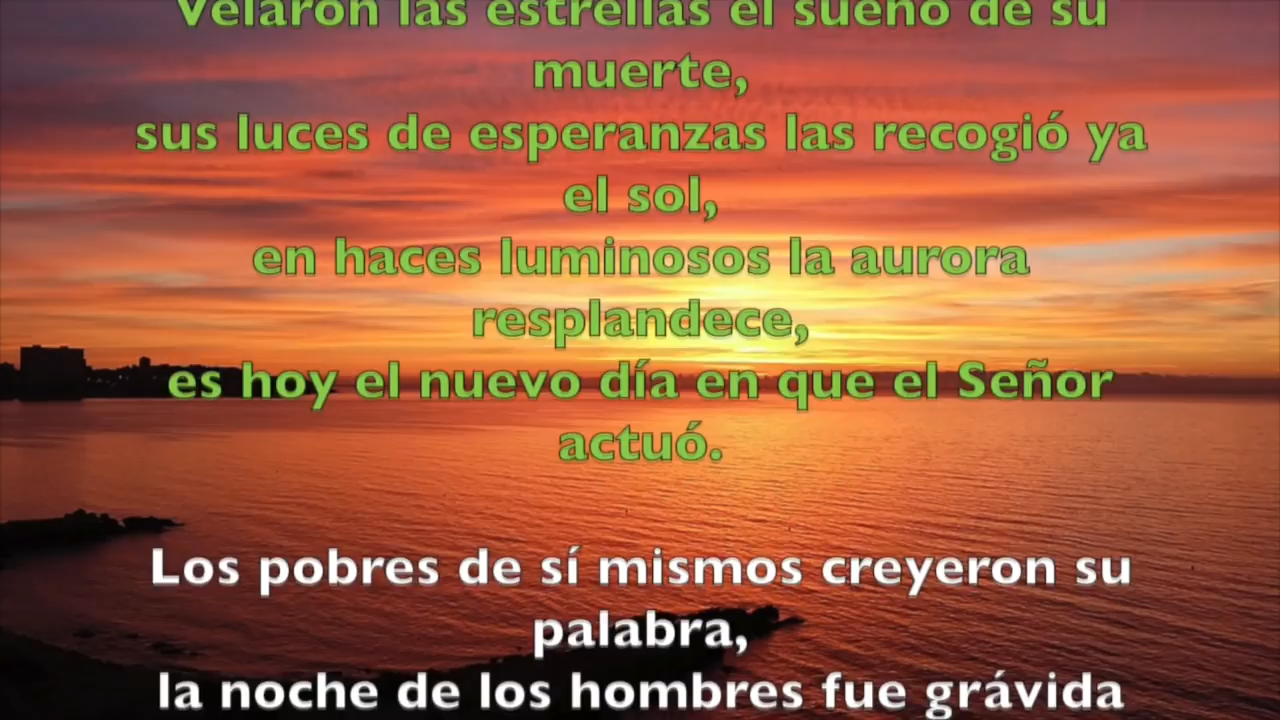 Velaron las estrellas el sueño de su
muerte,
sus luces de esperanzas las recogió ya
el sol,
en haces luminosos la aurora
resplandece,
es hoy el nuevo día en que el Señor
actuó.
Los pobres de sí mismos creyeron su
palabra,
la noche de los hombres fue grávida